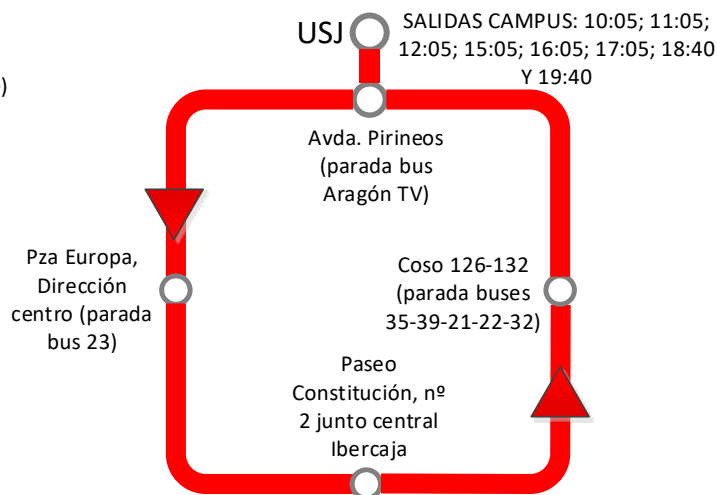 USJ
SALIDAS CAMPUS: 10:05; 11:05;
12:05; 15:05; 16:05; 17:05; 18:40
Y 19:40
)
Avda. Pirineos
(parada bus
Aragón TV)
Pza Europa,
Dirección
centro (parada
bus 23)
Coso 126-132
(parada buses
35-39-21-22-32)
Paseo
Constitución, nº
2 junto central
Ibercaja